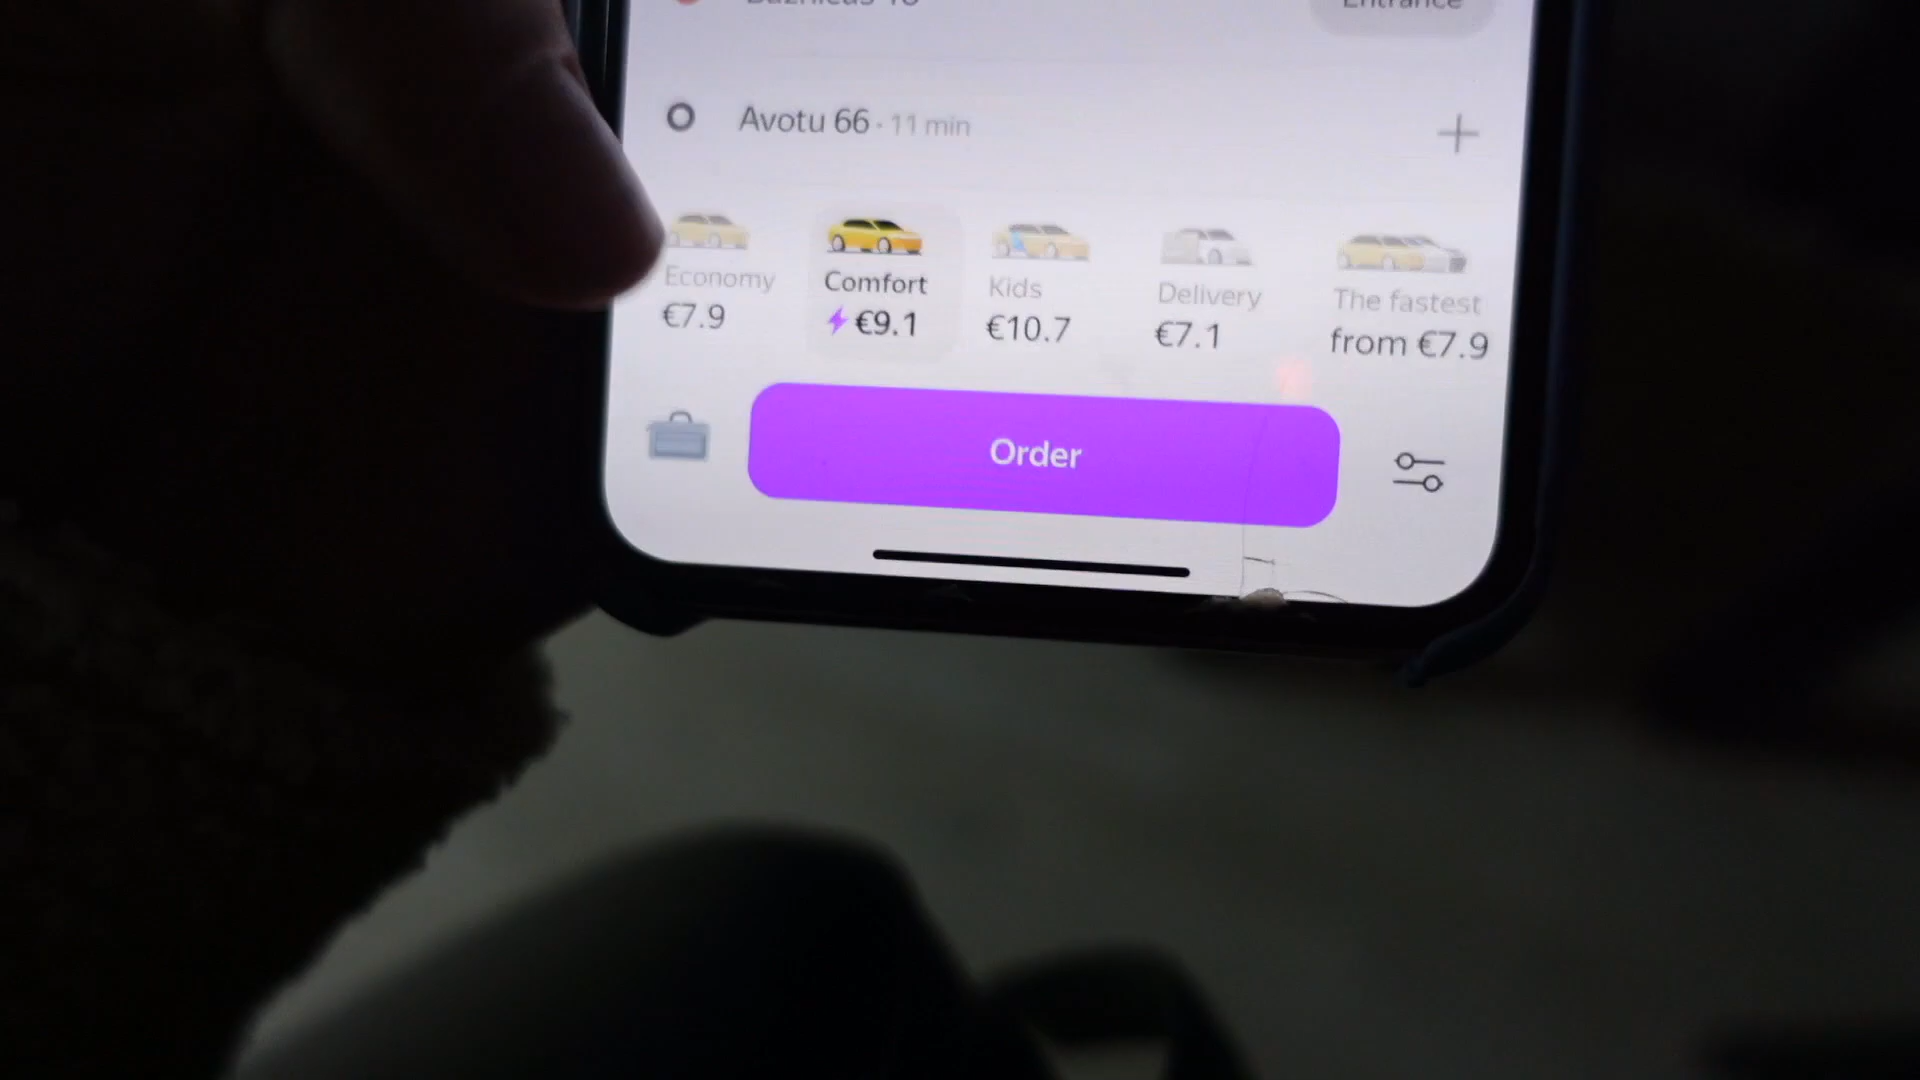 Avotu 66 · 11 min
Economy
€7.9
Comfort
€9.1
Kids
€10.7
Delivery
€7.1
The fastest
from €7.9
Order